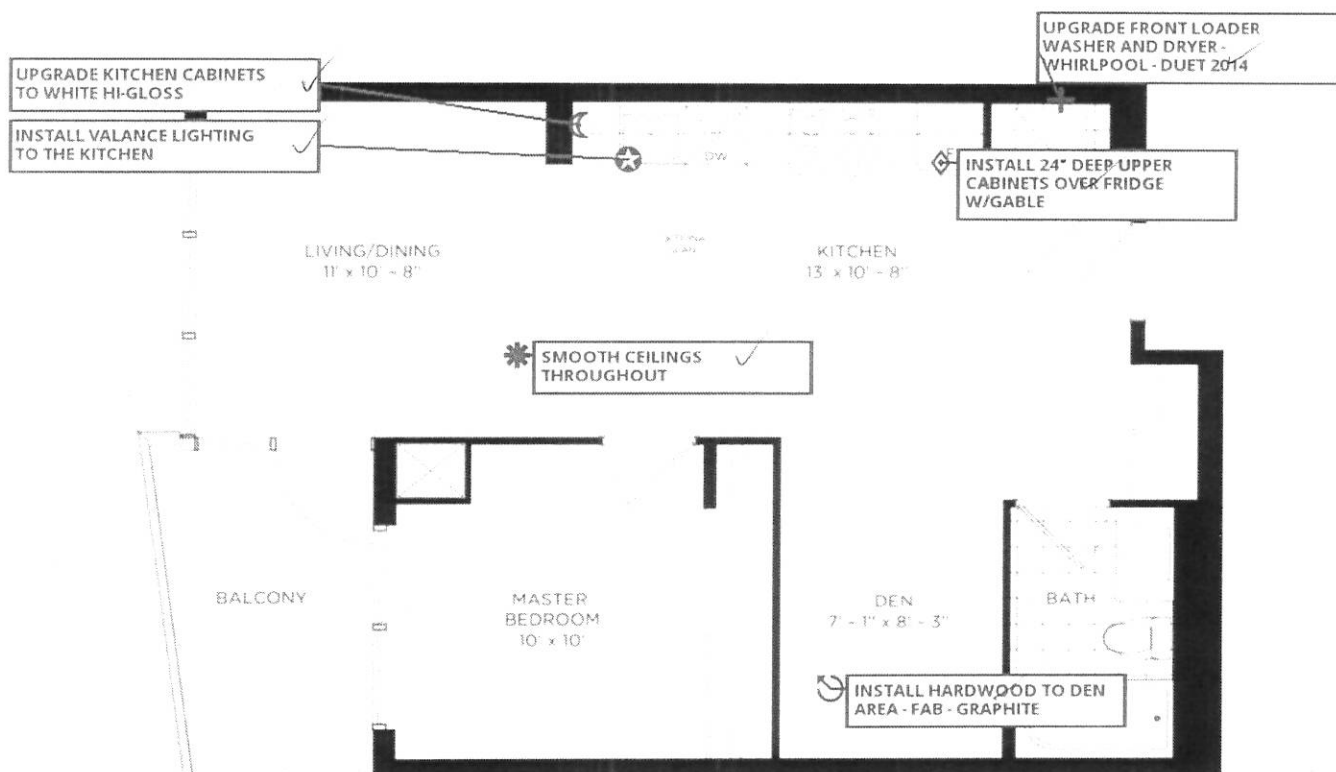 UPGRADE FRONT LOADER
WASHER AND DRYER -
WHIRLPOOL - DUET 2014
UPGRADE KITCHEN CABINETS
TO WHITE HI-GLOSS
INSTALL VALANCE LIGHTING
TO THE KITCHEN
DW
F
INSTALL 24" DEEP UPPER
CABINETS OVER FRIDGE
W/GABLE
LIVING/DINING
11' x 10' - 8"
KITCHEN
13' x 10' - 8"
SMOOTH CEILINGS
THROUGHOUT
BALCONY
MASTER
BEDROOM
10' x 10'
DEN
7' - 1" x 8' - 3"
BATH
INSTALL HARDWOOD TO DEN
AREA - FAB - GRAPHITE